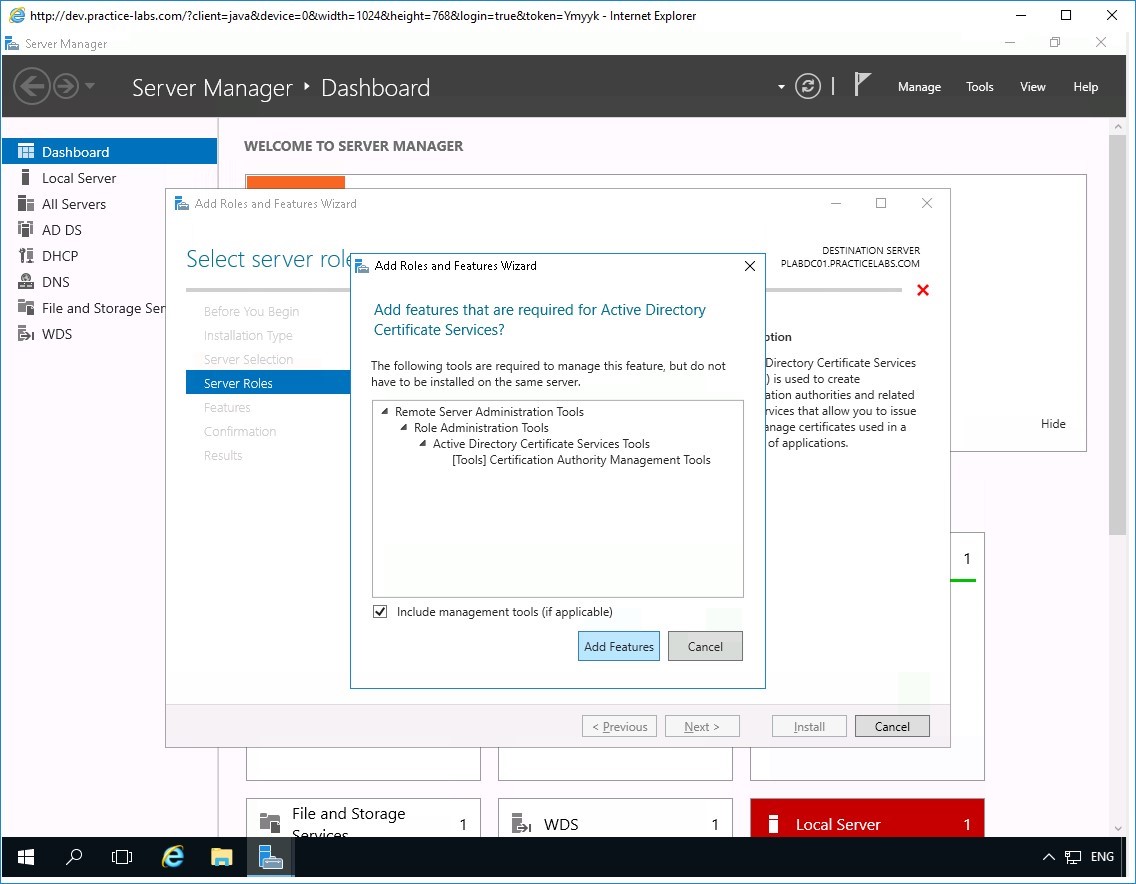 http://dev.practice-labs.com/?client=java&device=0&width=1024&height=768&login=true&token=Ymyyk - Internet Explorer
Server Manager
Server Manager Dashboard
Manage Tools View Help
Dashboard
Local Server
All Servers
AD DS
DHCP
DNS
File and Storage Ser
WDS
WELCOME TO SERVER MANAGER
Add Roles and Features Wizard
Select server role
DESTINATION SERVER
PLABDC01.PRACTICELABS.COM
Before You Begin
Installation Type
Server Selection
Server Roles
Features
Confirmation
Results
Add Roles and Features Wizard
Add features that are required for Active Directory
Certificate Services?
The following tools are required to manage this feature, but do not
have to be installed on the same server.
Remote Server Administration Tools
Role Administration Tools
Active Directory Certificate Services Tools
[Tools] Certification Authority Management Tools
Include management tools (if applicable)
Add Features Cancel
ption
Directory Certificate Services
) is used to create
ation authorities and related
rvices that allow you to issue
anage certificates used in a
of applications.
Hide
< Previous Next > Install Cancel
1
File and Storage
Services
1
WDS 1
Local Server 1
ENG